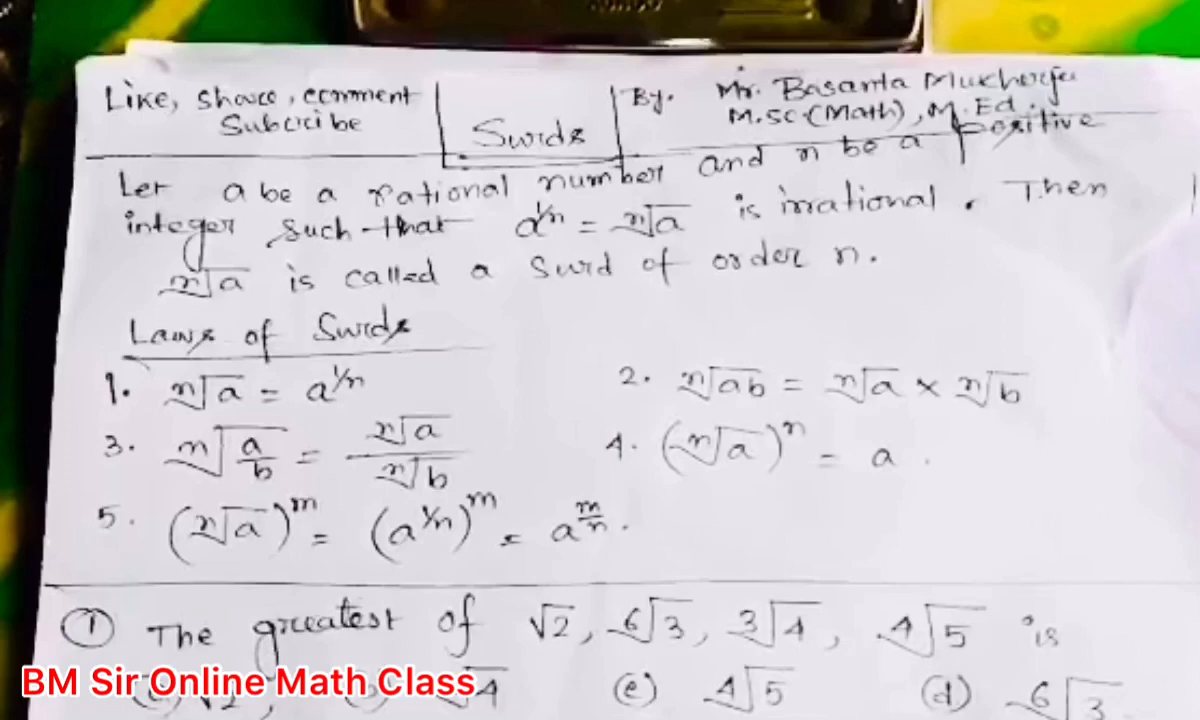 Like, share, comment
Subcribe
Surds
By. Mr. Basanta Mukherjee
M.Sc.(Math), M.Ed.
Let a be a rational number and n be a positive
integer such that a^1/n = ⁿ√a is irrational. Then
ⁿ√a is called a surd of order n.
Laws of Surds
1. ⁿ√a = a^1/n
2. ⁿ√ab = ⁿ√a × ⁿ√b
3. ⁿ√(a/b) = ⁿ√a / ⁿ√b
4. (ⁿ√a)ⁿ = a.
5. (ⁿ√a)^m = (a^1/n)^m = a^m/n.
① The greatest of √2, ⁶√3, ³√4, ⁴√5 is
√2, √4 (c) ⁴√5 (d) ⁶√3
BM Sir Online Math Class